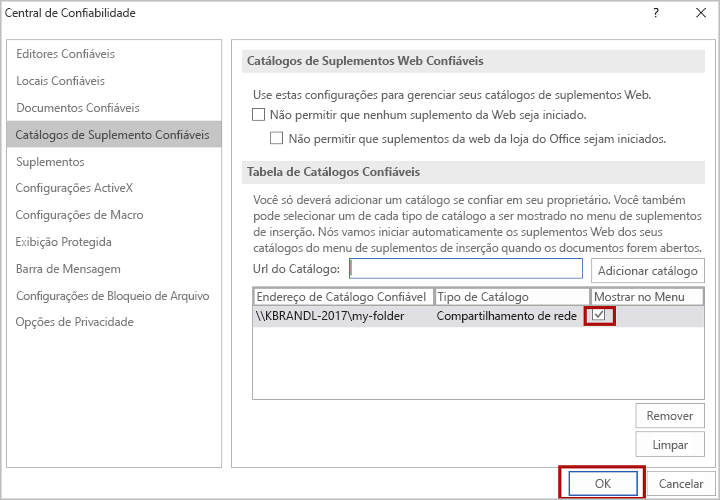 Central de Confiabilidade
?
Editores Confiáveis
Locais Confiáveis
Documentos Confiáveis
Catálogos de Suplemento Confiáveis
Suplementos
Configurações ActiveX
Configurações de Macro
Exibição Protegida
Barra de Mensagem
Configurações de Bloqueio de Arquivo
Opções de Privacidade
Catálogos de Suplementos Web Confiáveis
Use estas configurações para gerenciar seus catálogos de suplementos Web.
Não permitir que nenhum suplemento da Web seja iniciado.
Não permitir que suplementos da web da loja do Office sejam iniciados.
Tabela de Catálogos Confiáveis
Você só deverá adicionar um catálogo se confiar em seu proprietário. Você também
pode selecionar um de cada tipo de catálogo a ser mostrado no menu de suplementos
de inserção. Nós vamos iniciar automaticamente os suplementos Web dos seus
catálogos do menu de suplementos de inserção quando os documentos forem abertos.
Url do Catálogo:
Adicionar catálogo
Endereço de Catálogo Confiável Tipo de Catálogo Mostrar no Menu
\\KBRANDL-2017\my-folder Compartilhamento de rede
Remover
Limpar
OK Cancelar